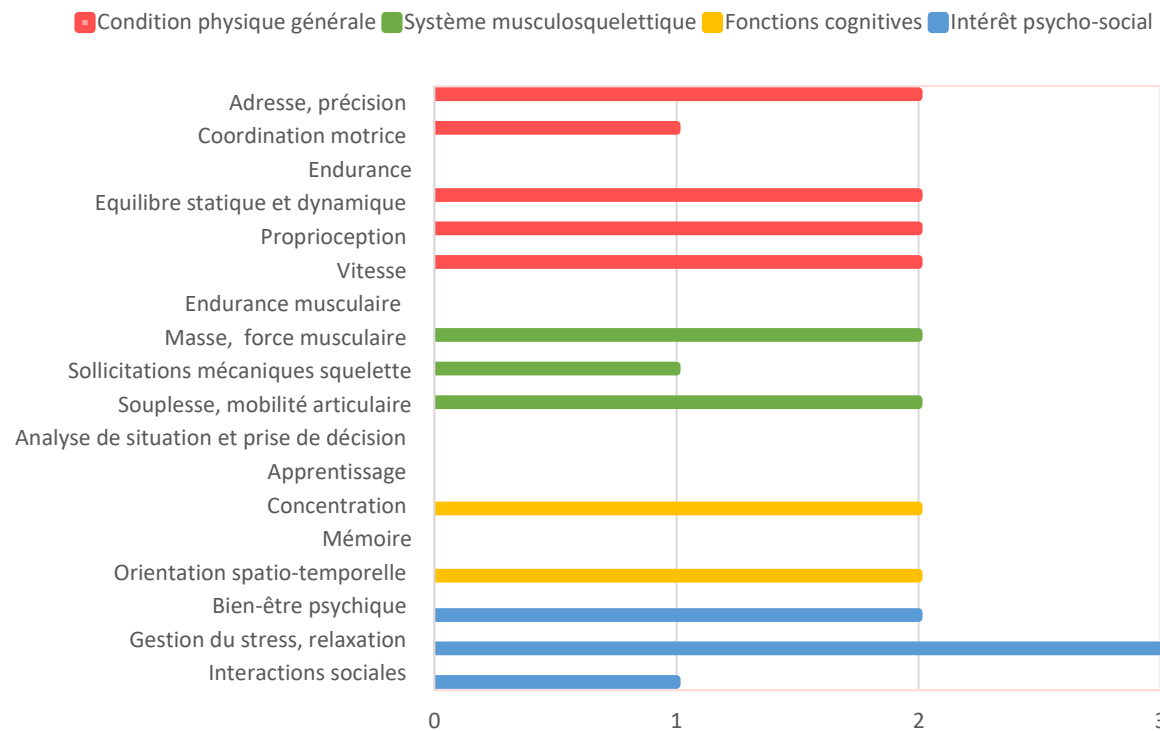 Condition physique générale Système musculosquelettique Fonctions cognitives Intérêt psycho-social
Adresse, précision
Coordination motrice
Endurance
Equilibre statique et dynamique
Proprioception
Vitesse
Endurance musculaire
Masse,  force musculaire
Sollicitations mécaniques squelette
Souplesse, mobilité articulaire
Analyse de situation et prise de décision
Apprentissage
Concentration
Mémoire
Orientation spatio-temporelle
Bien-être psychique
Gestion du stress, relaxation
Interactions sociales
0 1 2 3